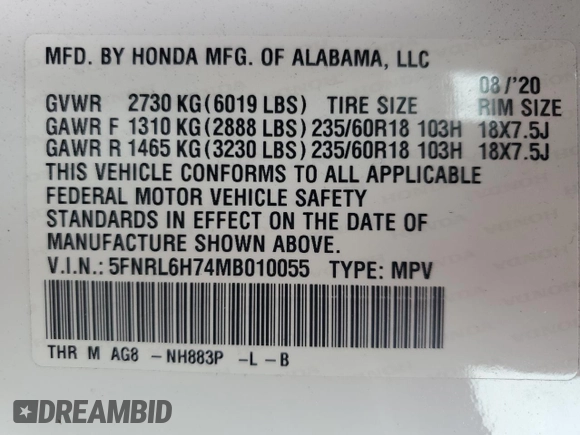 MFD. BY HONDA MFG. OF ALABAMA, LLC
08/'20
GVWR 2730 KG (6019 LBS) TIRE SIZE RIM SIZE
GAWR F 1310 KG (2888 LBS) 235/60R18 103H 18X7.5J
GAWR R 1465 KG (3230 LBS) 235/60R18 103H 18X7.5J
THIS VEHICLE CONFORMS TO ALL APPLICABLE
FEDERAL MOTOR VEHICLE SAFETY
STANDARDS IN EFFECT ON THE DATE OF
MANUFACTURE SHOWN ABOVE.
V.I.N.: 5FNRL6H74MB010055 TYPE: MPV
THR M AG8 - NH883P - L - B
DREAMBID